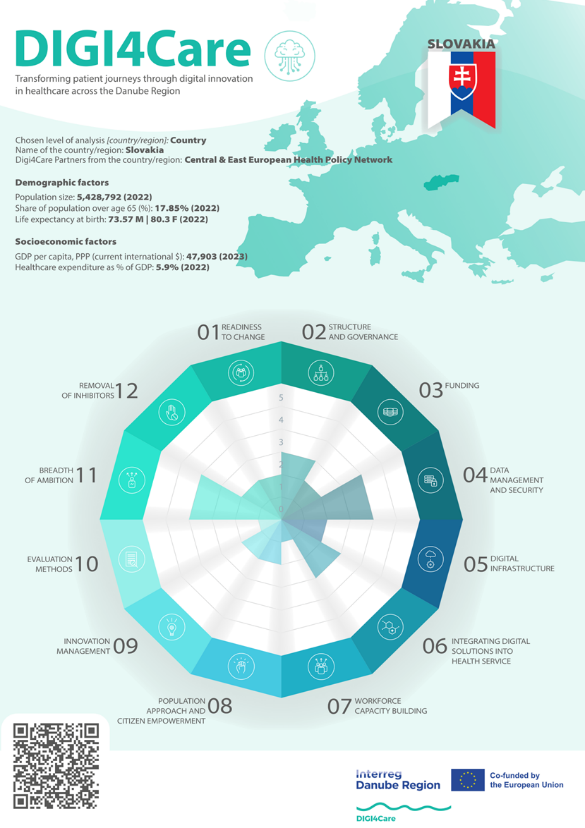 DIGI4Care
Transforming patient journeys through digital innovation
in healthcare across the Danube Region
SLOVAKIA
Chosen level of analysis [country/region]: Country
Name of the country/region: Slovakia
Digi4Care Partners from the country/region: Central & East European Health Policy Network
Demographic factors
Population size: 5,428,792 (2022)
Share of population over age 65 (%): 17.85% (2022)
Life expectancy at birth: 73.57 M | 80.3 F (2022)
Socioeconomic factors
GDP per capita, PPP (current international $): 47,903 (2023)
Healthcare expenditure as % of GDP: 5.9% (2022)
01 READINESS
TO CHANGE
02 STRUCTURE
AND GOVERNANCE
03 FUNDING
04 DATA
MANAGEMENT
AND SECURITY
05 DIGITAL
INFRASTRUCTURE
06 INTEGRATING DIGITAL
SOLUTIONS INTO
HEALTH SERVICE
07 WORKFORCE
CAPACITY BUILDING
POPULATION
APPROACH AND 08
CITIZEN EMPOWERMENT
INNOVATION
MANAGEMENT 09
EVALUATION
METHODS 10
BREADTH
OF AMBITION 11
REMOVAL
OF INHIBITORS 12
5
4
3
2
0
Interreg
Danube Region
Co-funded by
the European Union
DIGI4Care